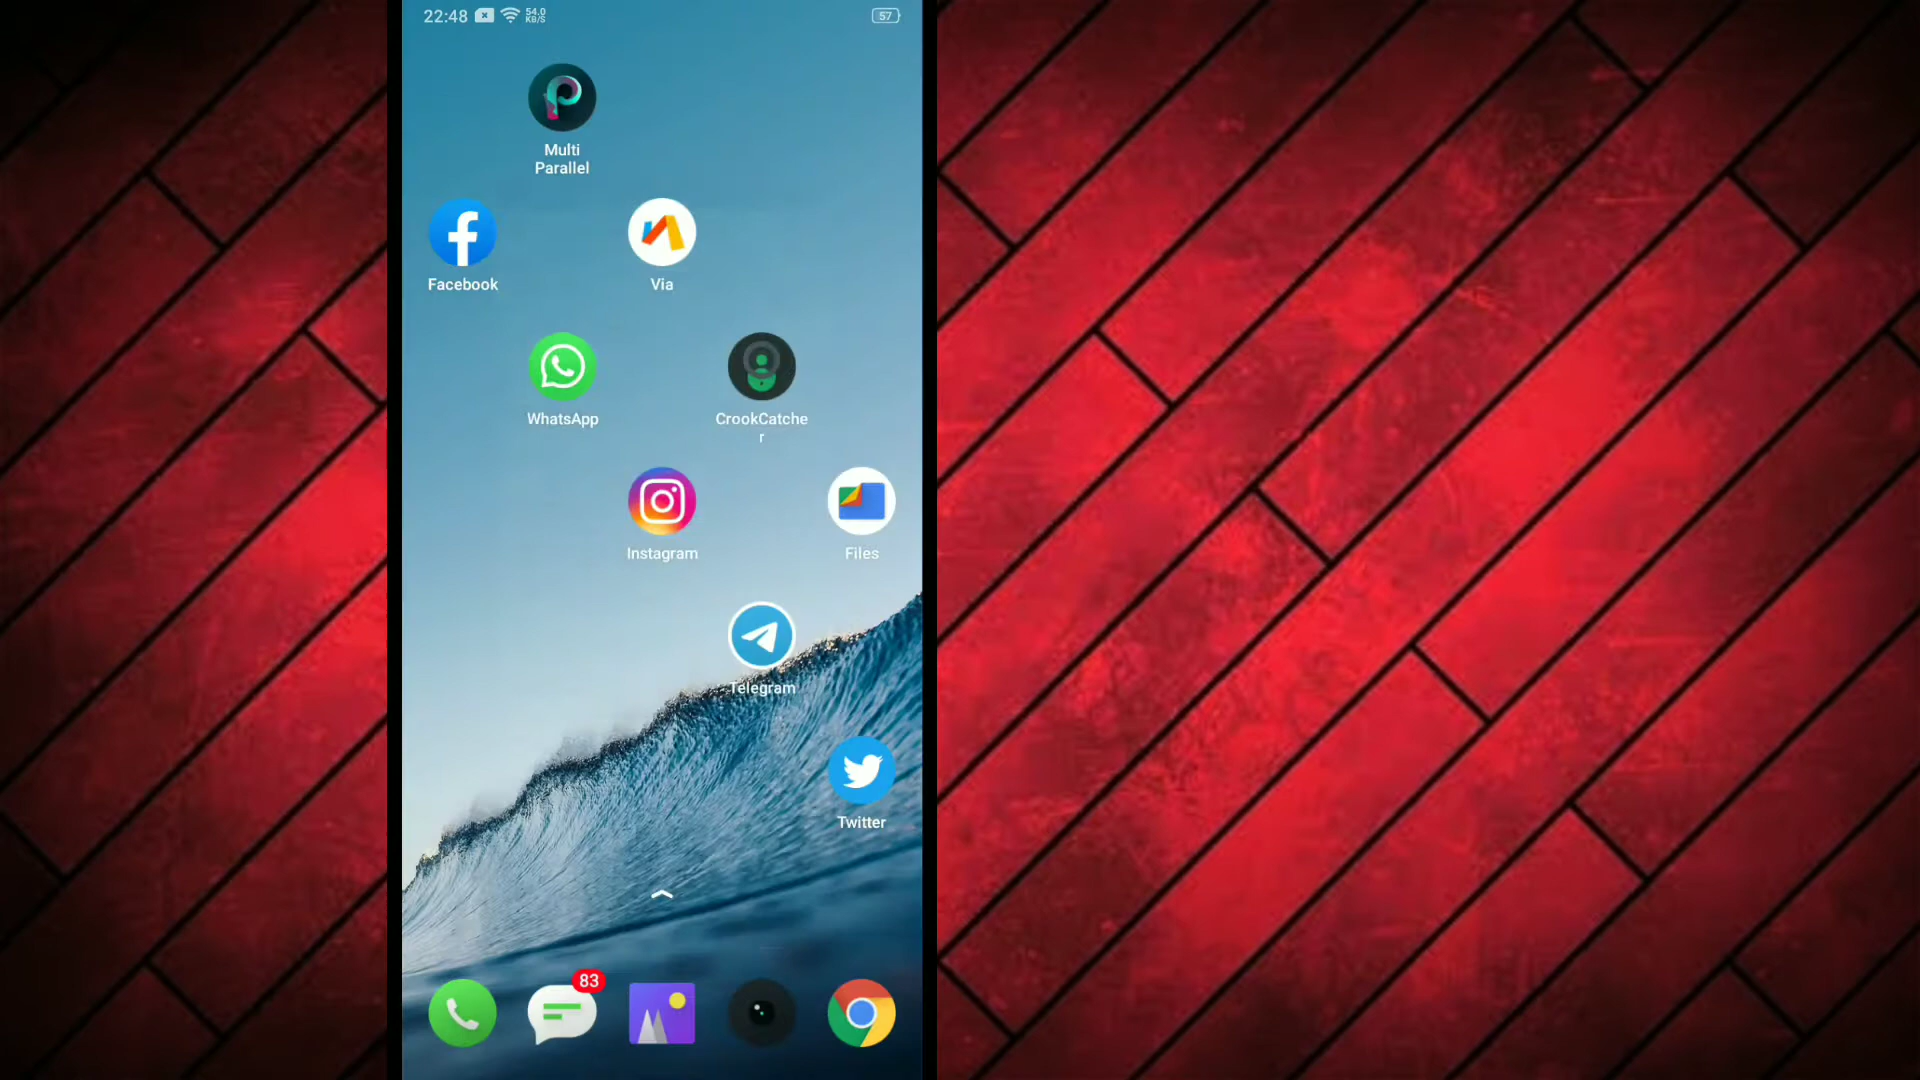 22:48 54.0 KB/S 57
Multi
Parallel
Facebook
Via
WhatsApp
CrookCatche
r
Instagram
Files
Telegram
Twitter
83